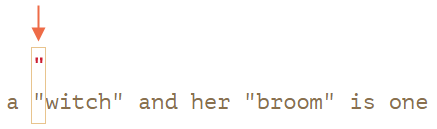 "
a "witch" and her "broom" is one